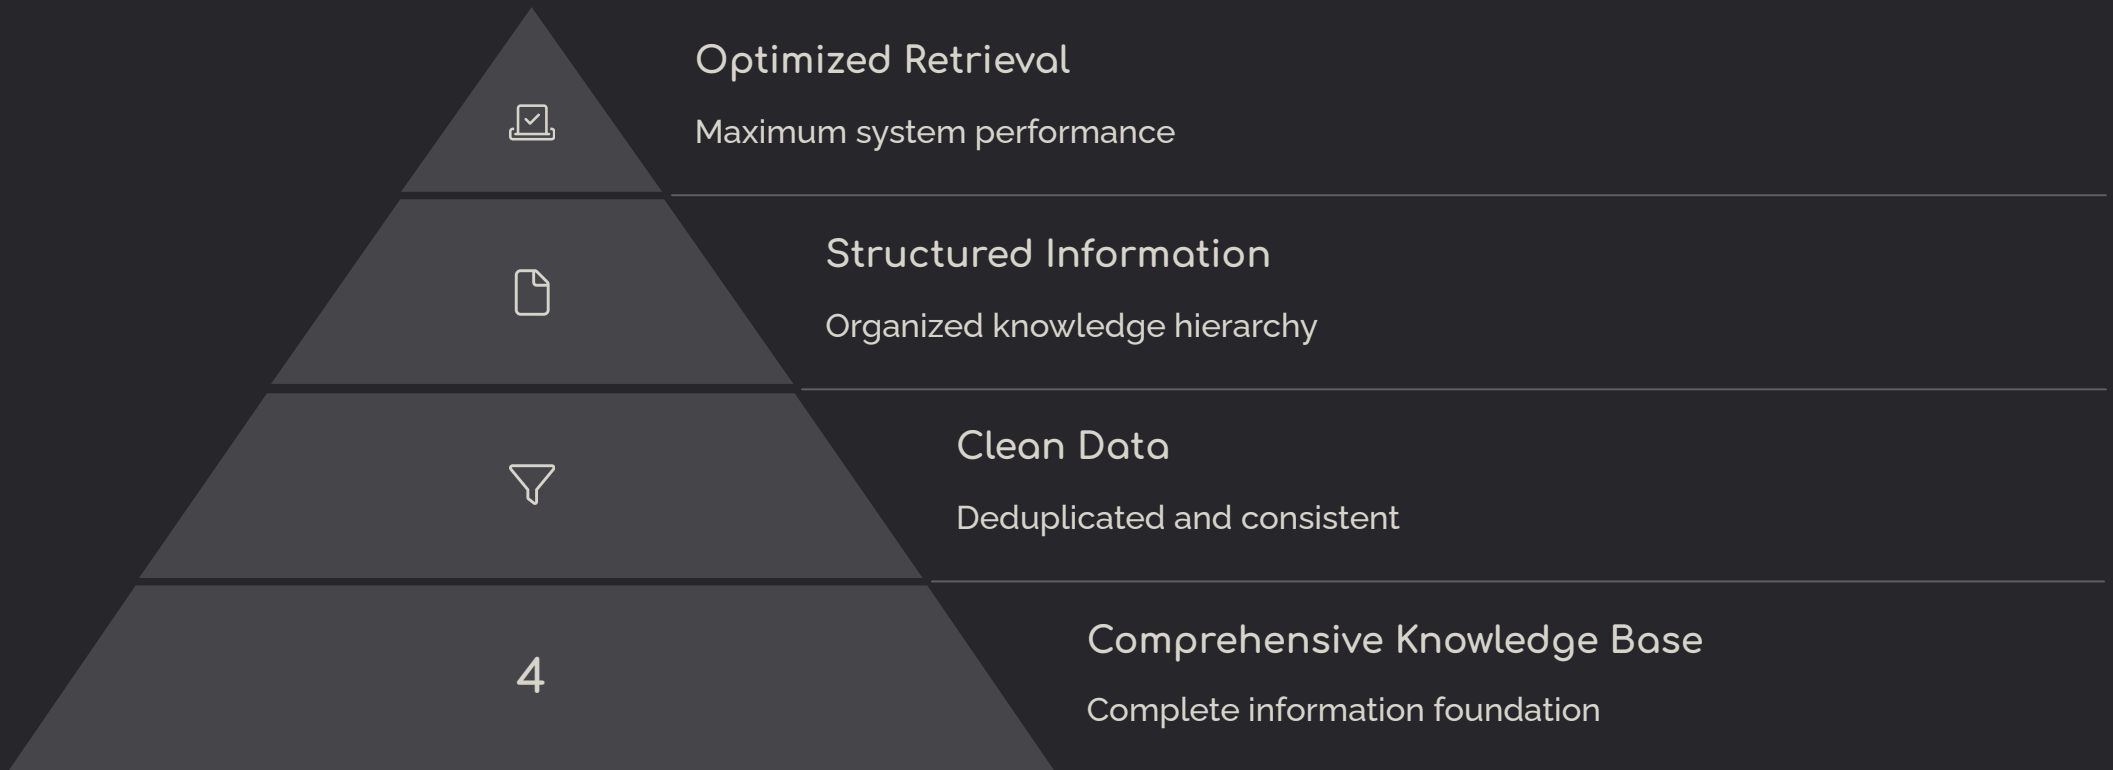 Optimized Retrieval
Maximum system performance
Structured Information
Organized knowledge hierarchy
Clean Data
Deduplicated and consistent
4
Comprehensive Knowledge Base
Complete information foundation